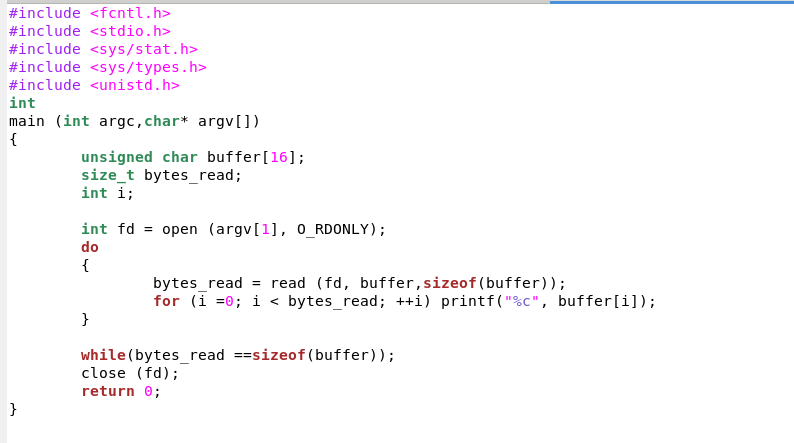 #include <fcntl.h>
#include <stdio.h>
#include <sys/stat.h>
#include <sys/types.h>
#include <unistd.h>
int
main (int argc,char* argv[])
{
        unsigned char buffer[16];
        size_t bytes_read;
        int i;

        int fd = open (argv[1], O_RDONLY);
        do
        {
                bytes_read = read (fd, buffer,sizeof(buffer));
                for (i =0; i < bytes_read; ++i) printf("%c", buffer[i]);
        }

        while(bytes_read ==sizeof(buffer));
        close (fd);
        return 0;
}